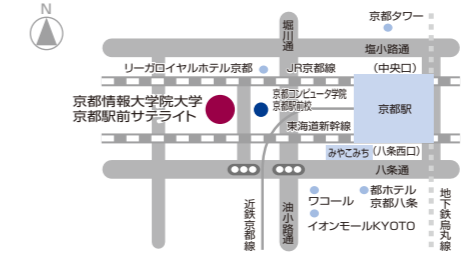 N
京都タワー
堀川通
塩小路通
リーガロイヤルホテル京都
JR京都線
(中央口)
京都情報大学院大学
京都駅前サテライト
京都コンピュータ学院
京都駅前校
京都駅
東海道新幹線
みやこみち
(八条西口)
八条通
近鉄京都線
油小路通
ワコール
都ホテル
京都八条
イオンモールKYOTO
地下鉄烏丸線